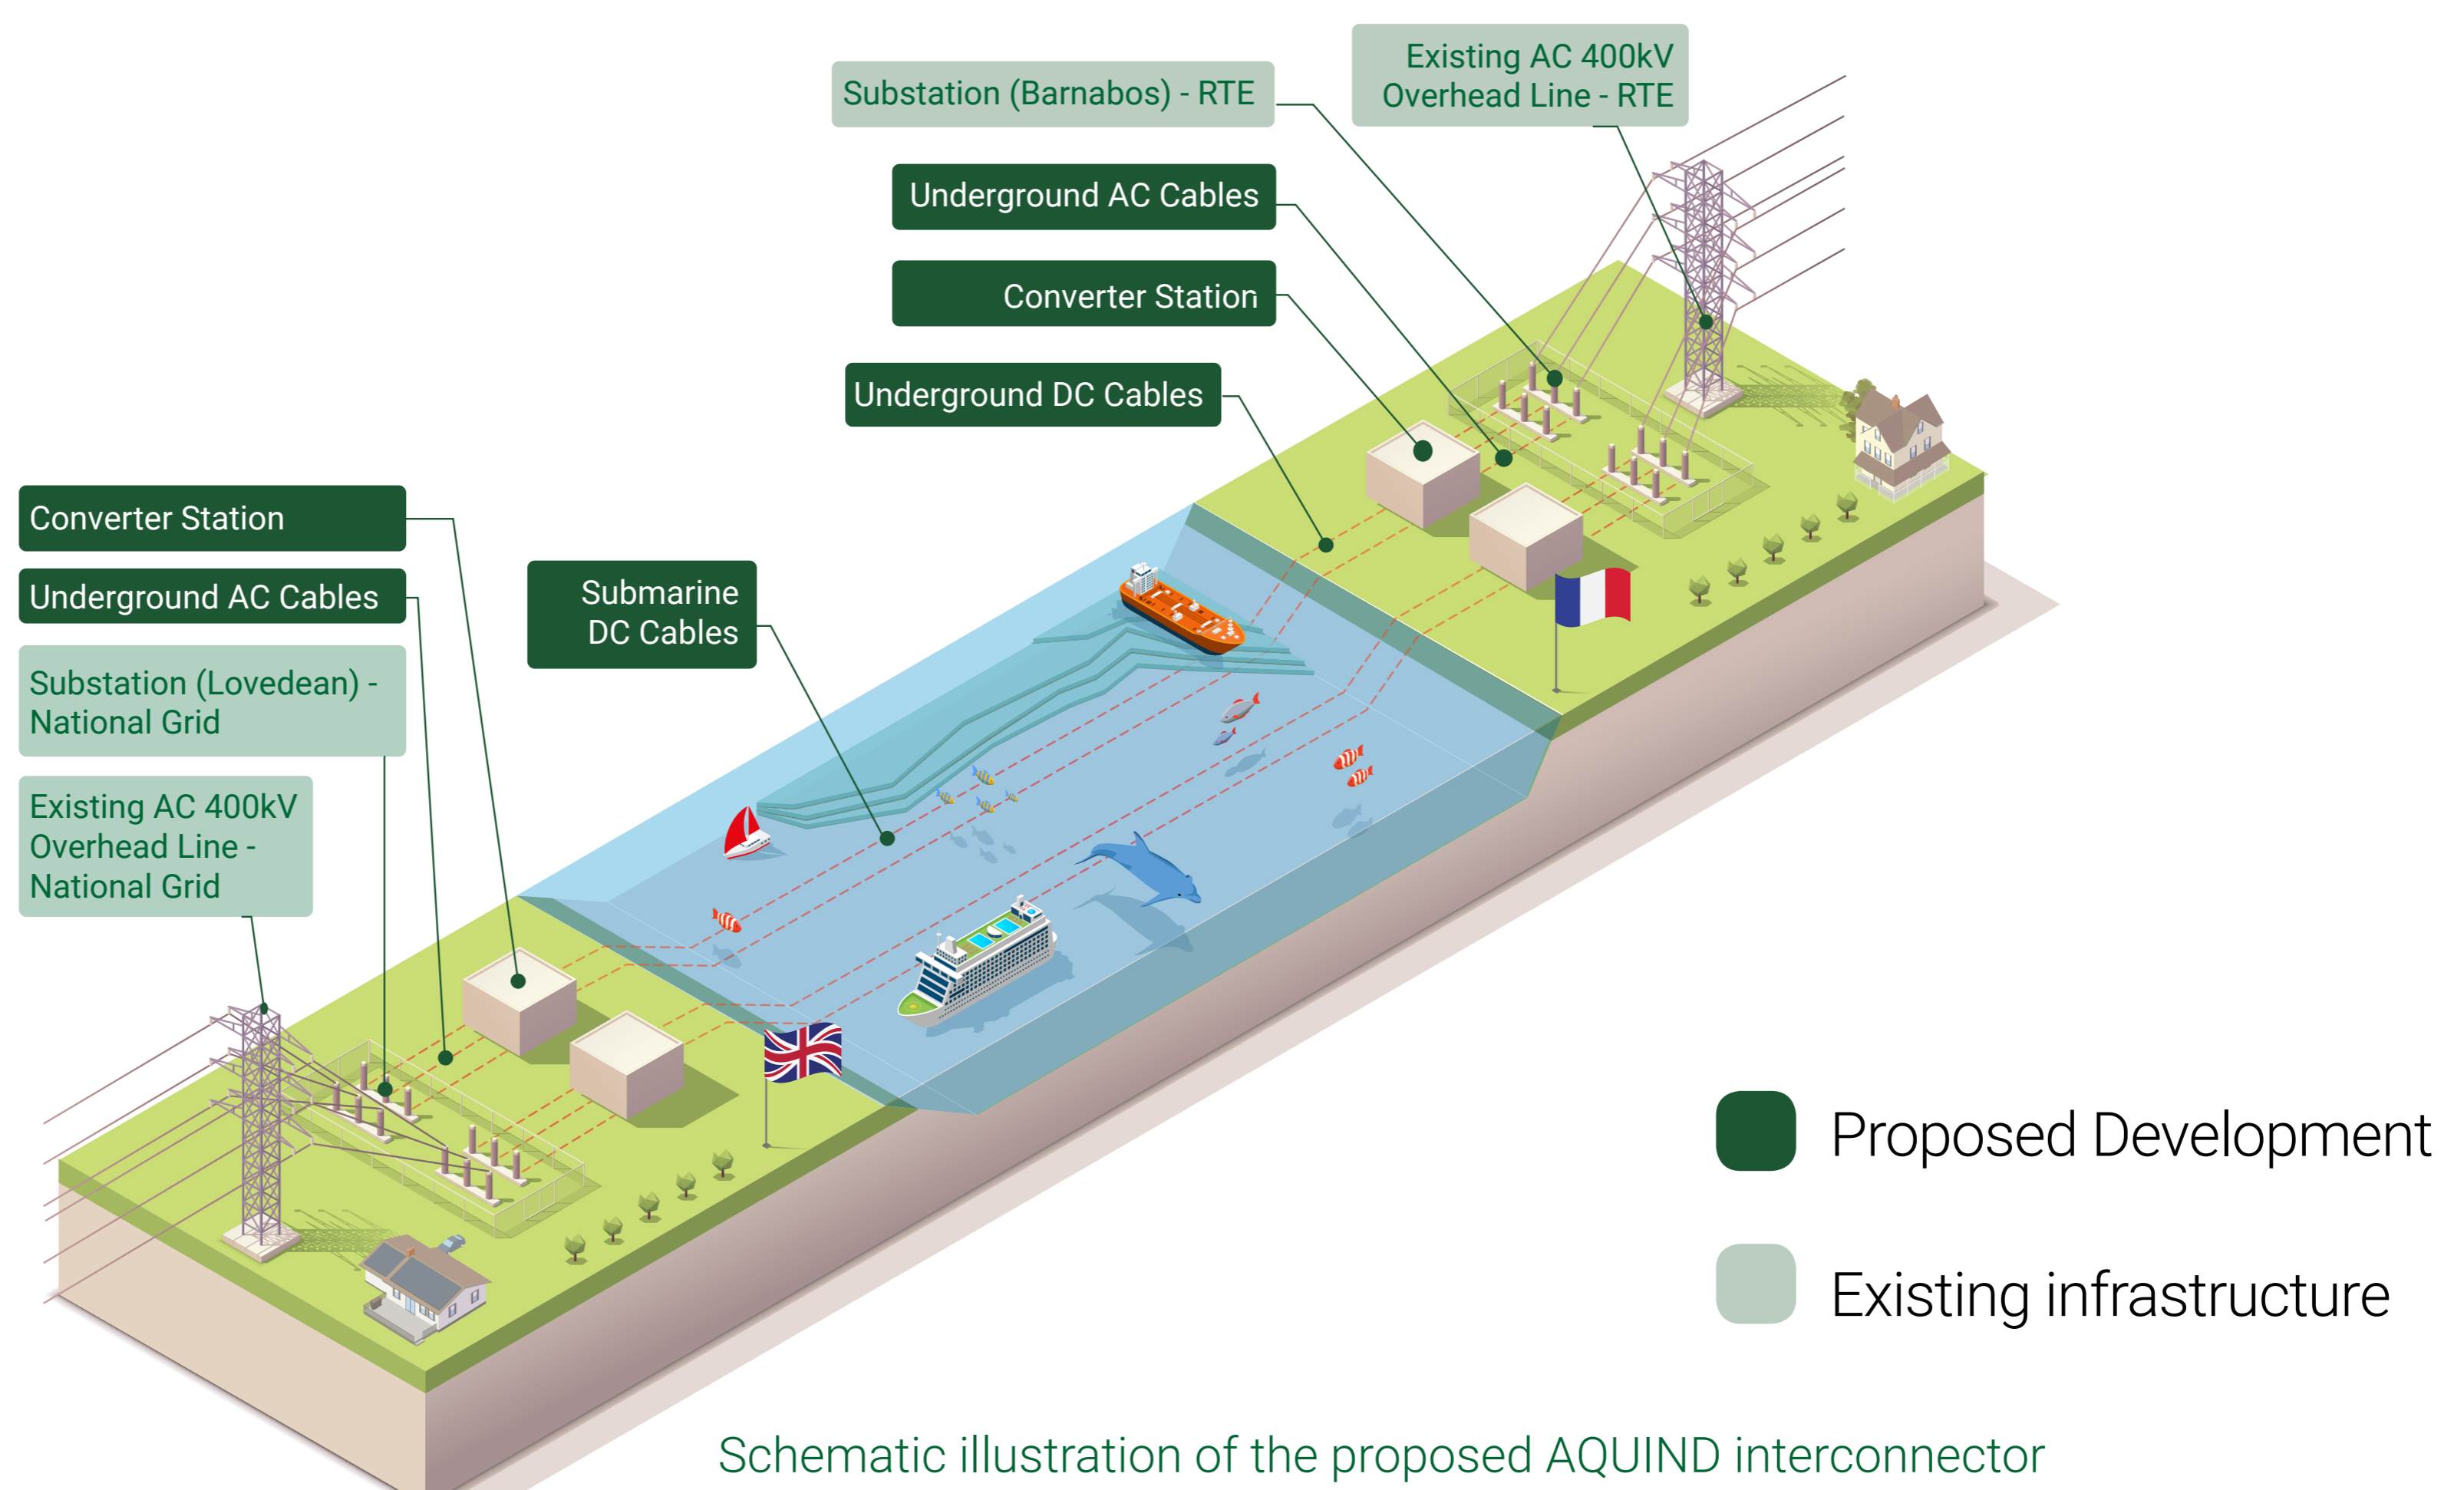 Existing AC 400kV
Overhead Line - RTE
Substation (Barnabos) - RTE
Underground AC Cables
Converter Station
Underground DC Cables
Converter Station
Underground AC Cables
Substation (Lovedean) -
National Grid
Existing AC 400kV
Overhead Line -
National Grid
Submarine
DC Cables
Proposed Development
Existing infrastructure
Schematic illustration of the proposed AQUIND interconnector